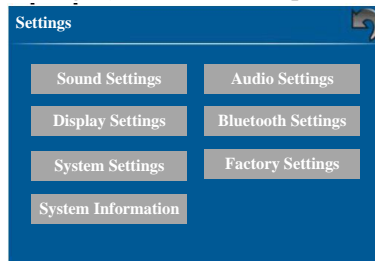 Settings
Sound Settings Audio Settings
Display Settings Bluetooth Settings
System Settings Factory Settings
System Information